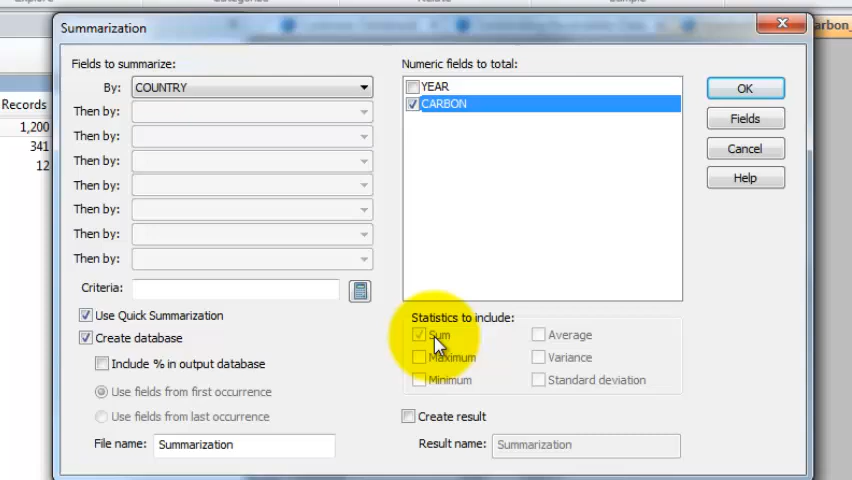 Summarization
Fields to summarize:
By: COUNTRY
Then by:
Then by:
Then by:
Then by:
Then by:
Then by:
Then by:
Criteria:
Use Quick Summarization
Create database
Include % in output database
Use fields from first occurrence
Use fields from last occurrence
File name: Summarization
Numeric fields to total:
YEAR
CARBON
Statistics to include:
Sum
Average
Maximum
Variance
Minimum
Standard deviation
Create result
Result name: Summarization
OK
Fields
Cancel
Help
Records
1,200
341
12